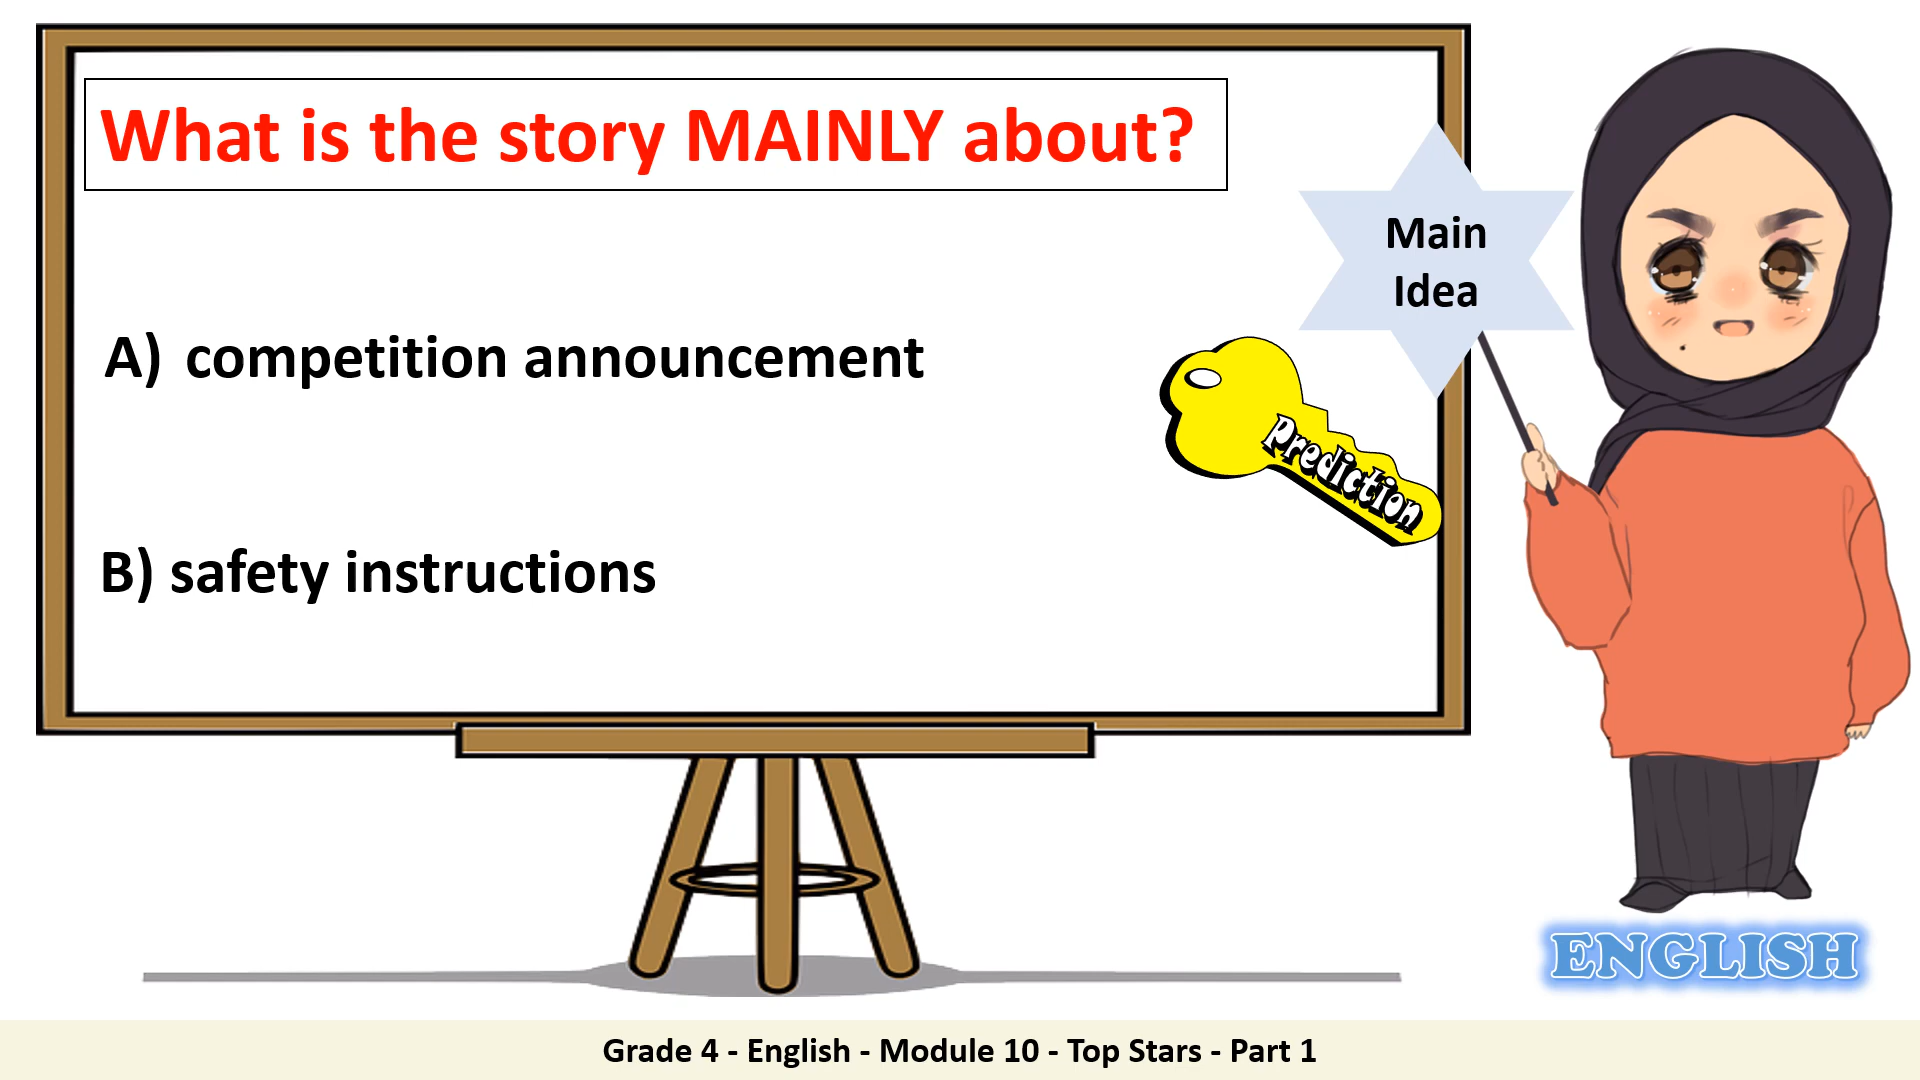 What is the story MAINLY about?
Main
Idea
A) competition announcement
prediction
B) safety instructions
ENGLISH
Grade 4 - English - Module 10 - Top Stars - Part 1